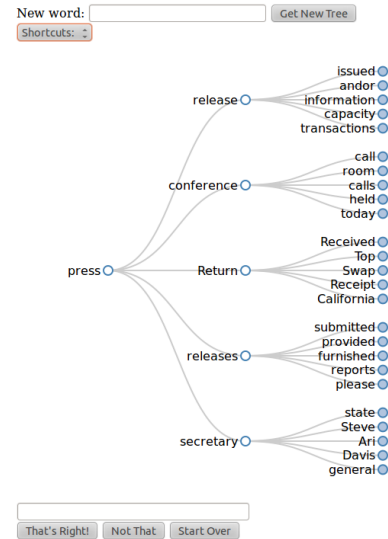 New word: Get New Tree
Shortcuts:
issued
andor
release information
capacity
transactions
call
room
conference calls
held
today
Received
Top
press Return Swap
Receipt
California
submitted
provided
releases furnished
reports
please
state
Steve
secretary Ari
Davis
general
That's Right! Not That Start Over